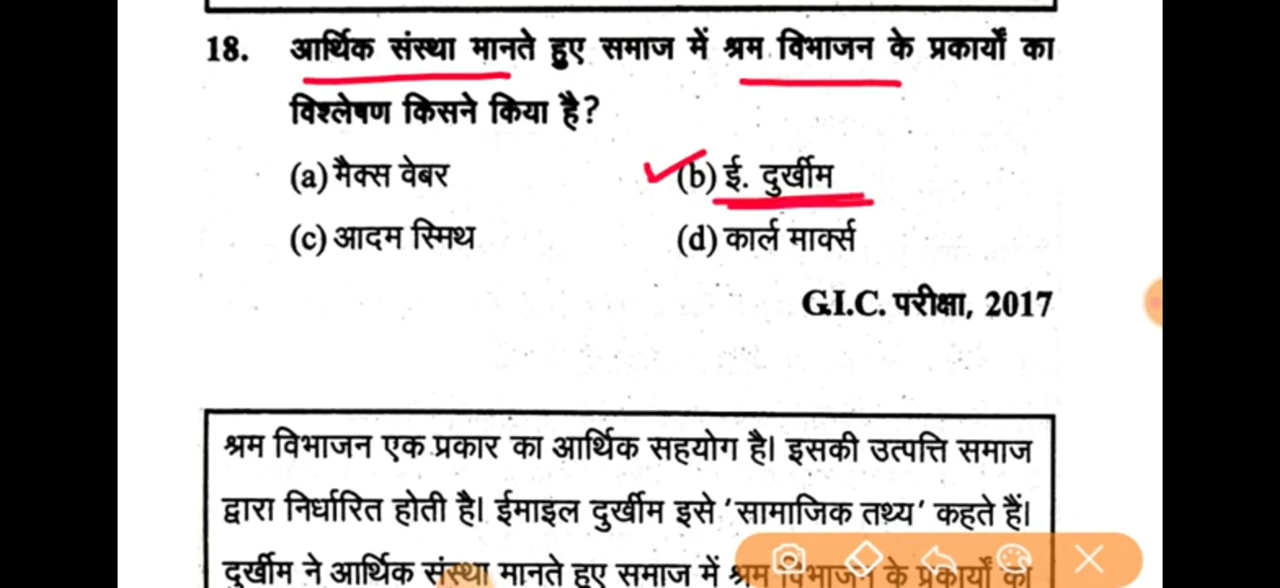 18. आर्थिक संस्था मानते हुए समाज में श्रम विभाजन के प्रकार्यों का
विश्लेषण किसने किया है?
(a) मैक्स वेबर (b) ई. दुर्खीम
(c) आदम स्मिथ (d) कार्ल मार्क्स
G.I.C. परीक्षा, 2017
श्रम विभाजन एक प्रकार का आर्थिक सहयोग है। इसकी उत्पत्ति समाज
द्वारा निर्धारित होती है। ईमाइल दुर्खीम इसे ‘सामाजिक तथ्य’ कहते हैं।
दुर्खीम ने आर्थिक संस्था मानते हुए समाज में श्रम विभाजन के प्रकार्यों का